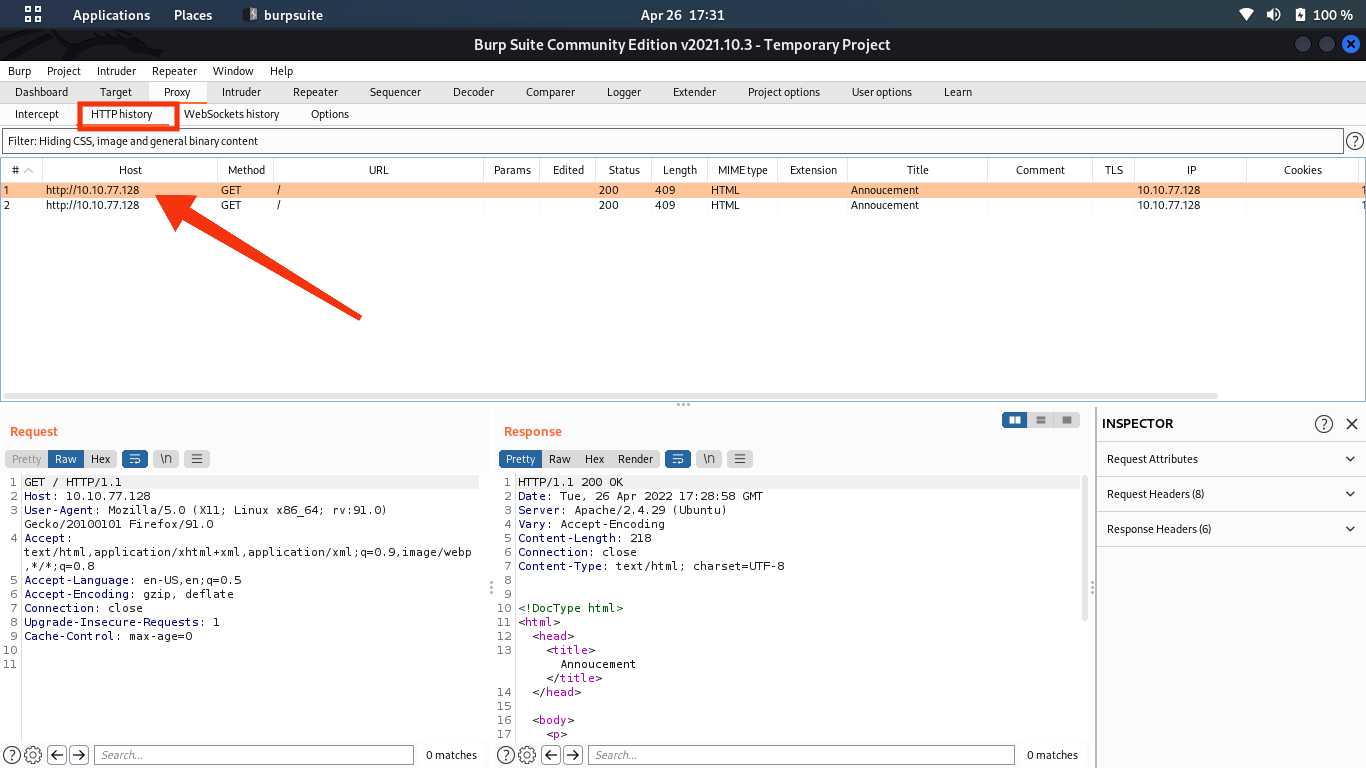 Applications Places burpsuite Apr 26 17:31 100 %
Burp Suite Community Edition v2021.10.3 - Temporary Project
Burp Project Intruder Repeater Window Help
Dashboard Target Proxy Intruder Repeater Sequencer Decoder Comparer Logger Extender Project options User options Learn
Intercept HTTP history WebSockets history Options
Filter: Hiding CSS, image and general binary content ?
# Host Method URL Params Edited Status Length MIME type Extension Title Comment TLS IP Cookies
1 http://10.10.77.128 GET / 200 409 HTML Annoucement 10.10.77.128 1
2 http://10.10.77.128 GET / 200 409 HTML Annoucement 10.10.77.128 1
Request
Pretty Raw Hex \n
1 GET / HTTP/1.1
2 Host: 10.10.77.128
3 User-Agent: Mozilla/5.0 (X11; Linux x86_64; rv:91.0)
Gecko/20100101 Firefox/91.0
4 Accept:
text/html,application/xhtml+xml,application/xml;q=0.9,image/webp
,*/*;q=0.8
5 Accept-Language: en-US,en;q=0.5
6 Accept-Encoding: gzip, deflate
7 Connection: close
8 Upgrade-Insecure-Requests: 1
9 Cache-Control: max-age=0
10
11
? Search... 0 matches
Response
Pretty Raw Hex Render \n
1 HTTP/1.1 200 OK
2 Date: Tue, 26 Apr 2022 17:28:58 GMT
3 Server: Apache/2.4.29 (Ubuntu)
4 Vary: Accept-Encoding
5 Content-Length: 218
6 Connection: close
7 Content-Type: text/html; charset=UTF-8
8
9
10 <!DocType html>
11 <html>
12 <head>
13 <title>
Annoucement
</title>
14 </head>
15
16 <body>
17 <p>
? Search... 0 matches
INSPECTOR ?
Request Attributes
Request Headers (8)
Response Headers (6)